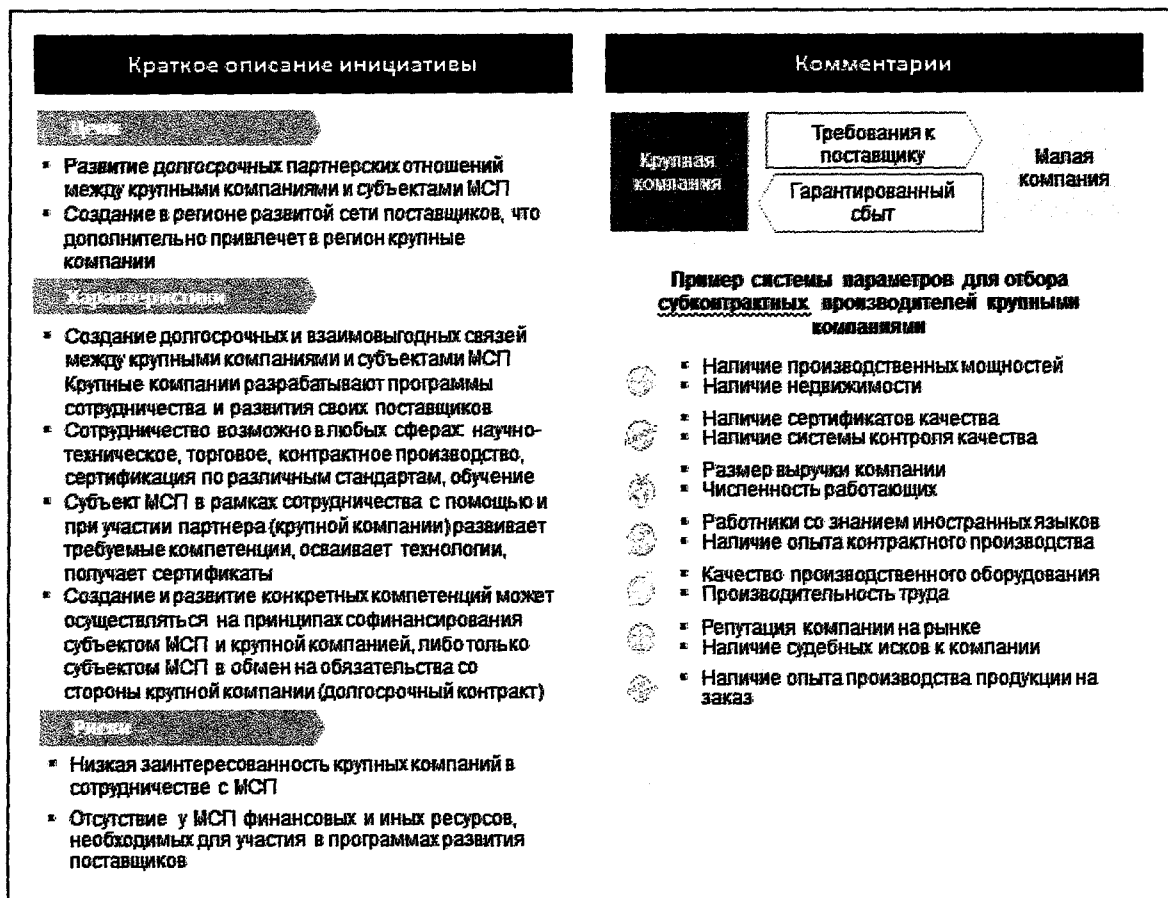 Краткое описание инициативы
Цели
▪ Развитие долгосрочных партнерских отношений
между крупными компаниями и субъектами МСП
▪ Создание в регионе развитой сети поставщиков, что
дополнительно привлечет в регион крупные
компании
Характеристики
▪ Создание долгосрочных и взаимовыгодных связей
между крупными компаниями и субъектами МСП
Крупные компании разрабатывают программы
сотрудничества и развития своих поставщиков
▪ Сотрудничество возможно в любых сферах: научно-
техническое, торговое, контрактное производство,
сертификация по различным стандартам, обучение
▪ Субъект МСП в рамках сотрудничества с помощью и
при участии партнера (крупной компании) развивает
требуемые компетенции, осваивает технологии,
получает сертификаты
▪ Создание и развитие конкретных компетенций может
осуществляться на принципах софинансирования
субъектом МСП и крупной компанией, либо только
субъектом МСП в обмен на обязательства со
стороны крупной компании (долгосрочный контракт)
Риски
▪ Низкая заинтересованность крупных компаний в
сотрудничестве с МСП
▪ Отсутствие у МСП финансовых и иных ресурсов,
необходимых для участия в программах развития
поставщиков
Комментарии
Крупная
компания
Требования к
поставщику
Гарантированный
сбыт
Малая
компания
Пример системы параметров для отбора
субконтрактных производителей крупными
компаниями
▪ Наличие производственных мощностей
▪ Наличие недвижимости
▪ Наличие сертификатов качества
▪ Наличие системы контроля качества
▪ Размер выручки компании
▪ Численность работающих
▪ Работники со знанием иностранных языков
▪ Наличие опыта контрактного производства
▪ Качество производственного оборудования
▪ Производительность труда
▪ Репутация компании на рынке
▪ Наличие судебных исков к компании
▪ Наличие опыта производства продукции на
заказ